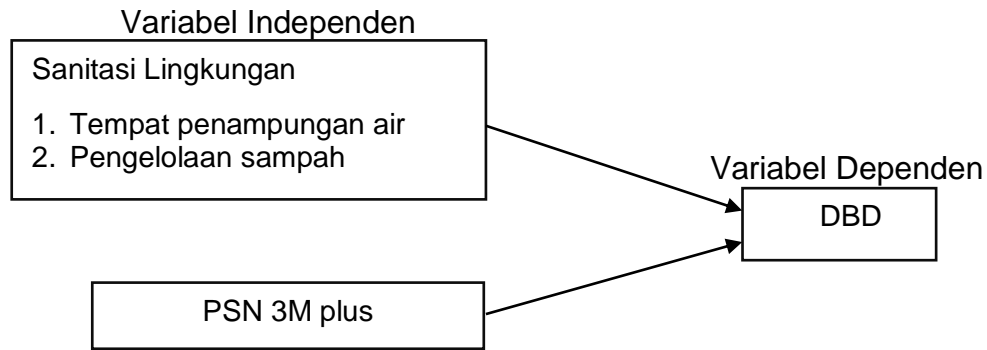 Variabel Independen
Sanitasi Lingkungan
1. Tempat penampungan air
2. Pengelolaan sampah
Variabel Dependen
DBD
PSN 3M plus